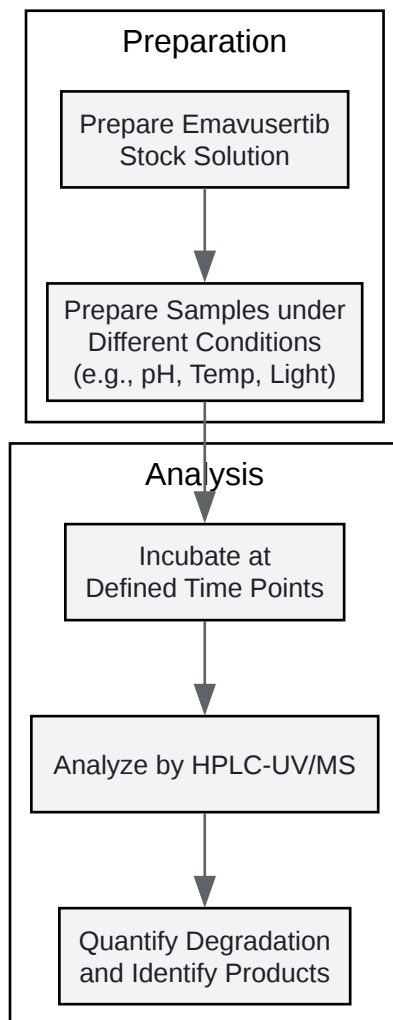 Preparation
Prepare Emavusertib
Stock Solution
Prepare Samples under
Different Conditions
(e.g., pH, Temp, Light)
Analysis
Incubate at
Defined Time Points
Analyze by HPLC-UV/MS
Quantify Degradation
and Identify Products